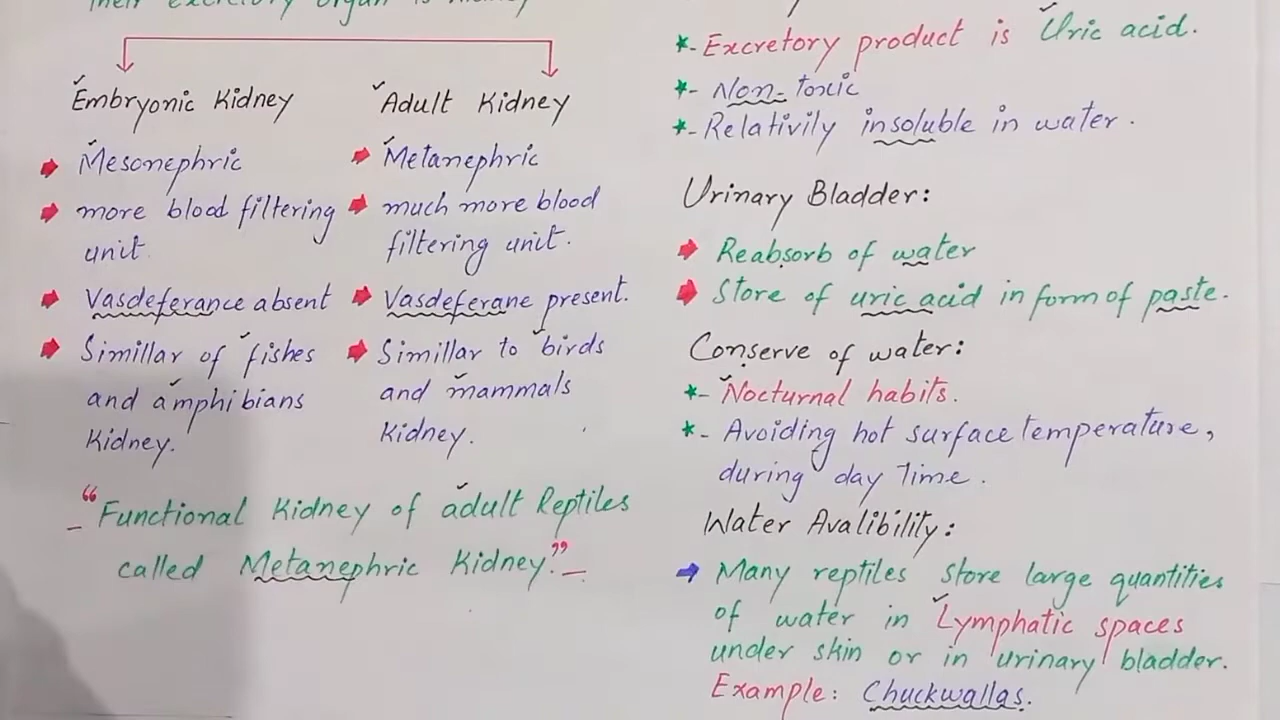 Their excretory organ is kidney
Embryonic Kidney
Mesonephric
more blood filtering
unit
Vasdeferance absent
Simillar of fishes
and amphibians
Kidney.
Adult Kidney
Metanephric
much more blood
filtering unit.
Vasdeferane present.
Simillar to birds
and mammals
Kidney.
"Functional Kidney of adult Reptiles
called Metanephric Kidney."
*- Excretory product is Uric acid.
*- Non-toxic
*- Relativily insoluble in water.
Urinary Bladder:
Reabsorb of water
Store of uric acid in form of paste.
Conserve of water:
*- Nocturnal habits.
*- Avoiding hot surface temperature,
during day Time.
Water Avalibility:
Many reptiles store large quantities
of water in Lymphatic spaces
under skin or in urinary bladder.
Example: Chuckwallas.